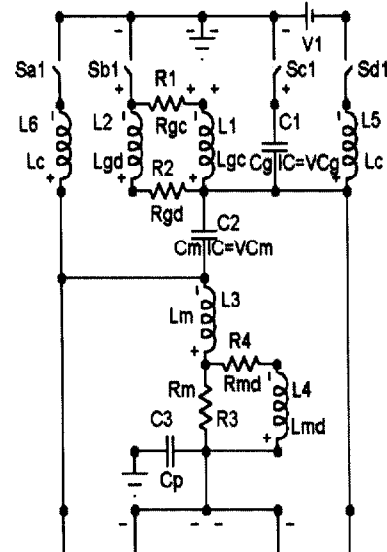 V1
Sa1 Sb1 Sc1 Sd1
R1
L6 L2 Rgc L1 C1 L5
Lc Lgd R2 Lgc Cg IC=VCg Lc
Rgd
C2
Cm IC=VCm
L3
Lm
R4
Rm Rmd L4
C3 R3 Lmd
Cp